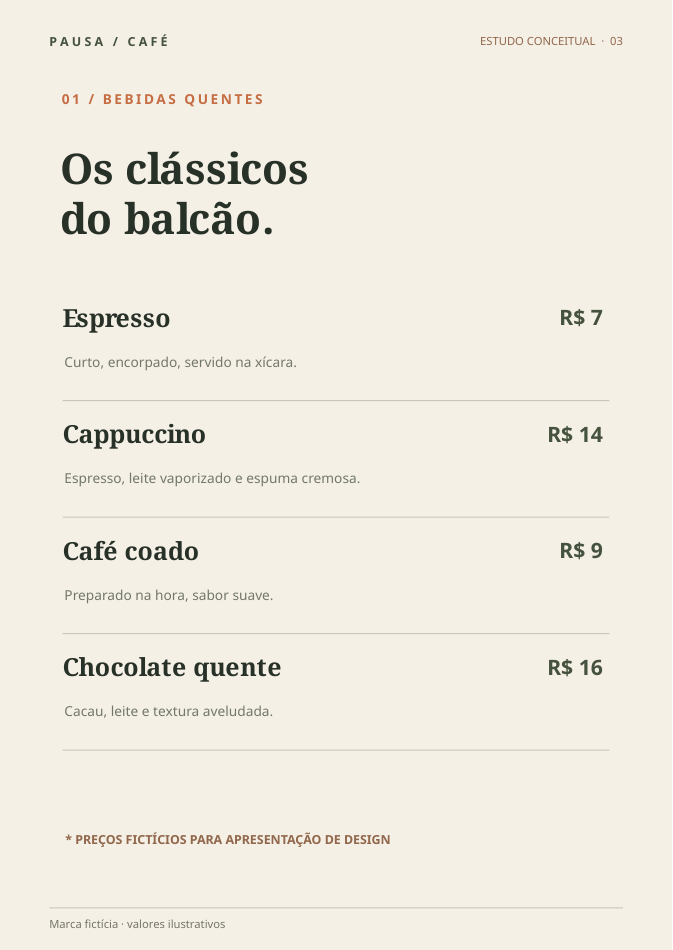 PAUSA / CAFÉ
ESTUDO CONCEITUAL · 03
01 / BEBIDAS QUENTES
Os clássicos
do balcão.
Espresso
R$ 7
Curto, encorpado, servido na xícara.
Cappuccino
R$ 14
Espresso, leite vaporizado e espuma cremosa.
Café coado
R$ 9
Preparado na hora, sabor suave.
Chocolate quente
R$ 16
Cacau, leite e textura aveludada.
* PREÇOS FICTÍCIOS PARA APRESENTAÇÃO DE DESIGN
Marca fictícia · valores ilustrativos